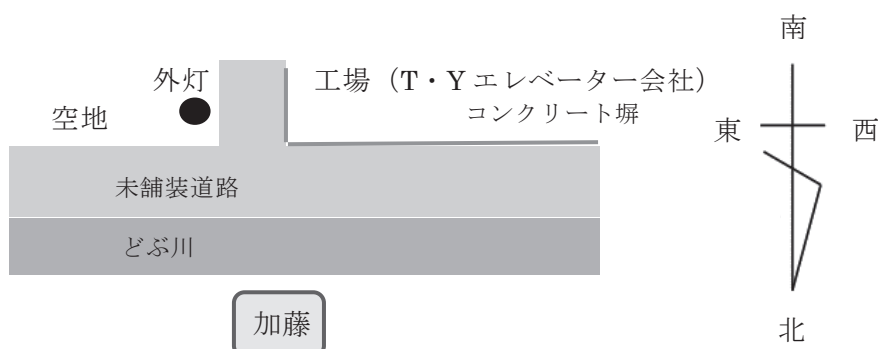 南
外灯
工場（T・Yエレベーター会社）
コンクリート塀
空地
東
西
未舗装道路
どぶ川
加藤
北